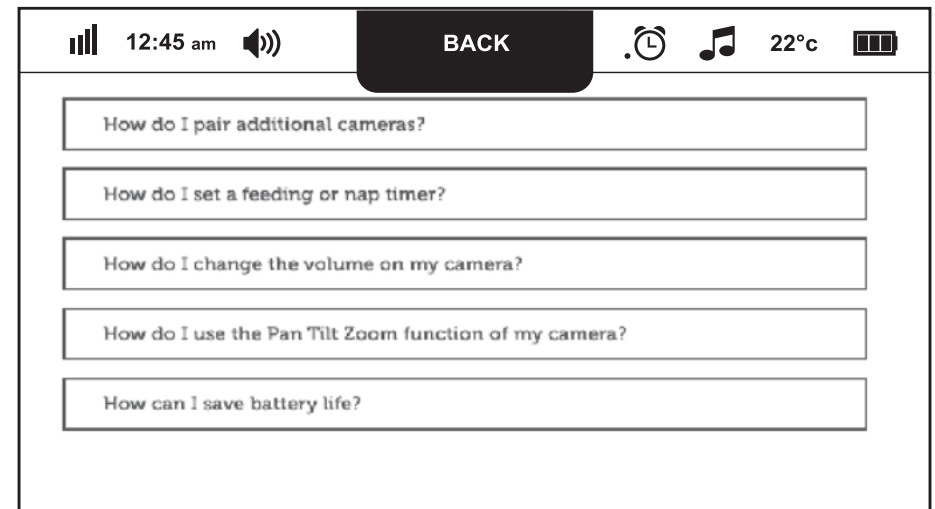 12:45 am BACK 22°c
How do I pair additional cameras?
How do I set a feeding or nap timer?
How do I change the volume on my camera?
How do I use the Pan Tilt Zoom function of my camera?
How can I save battery life?